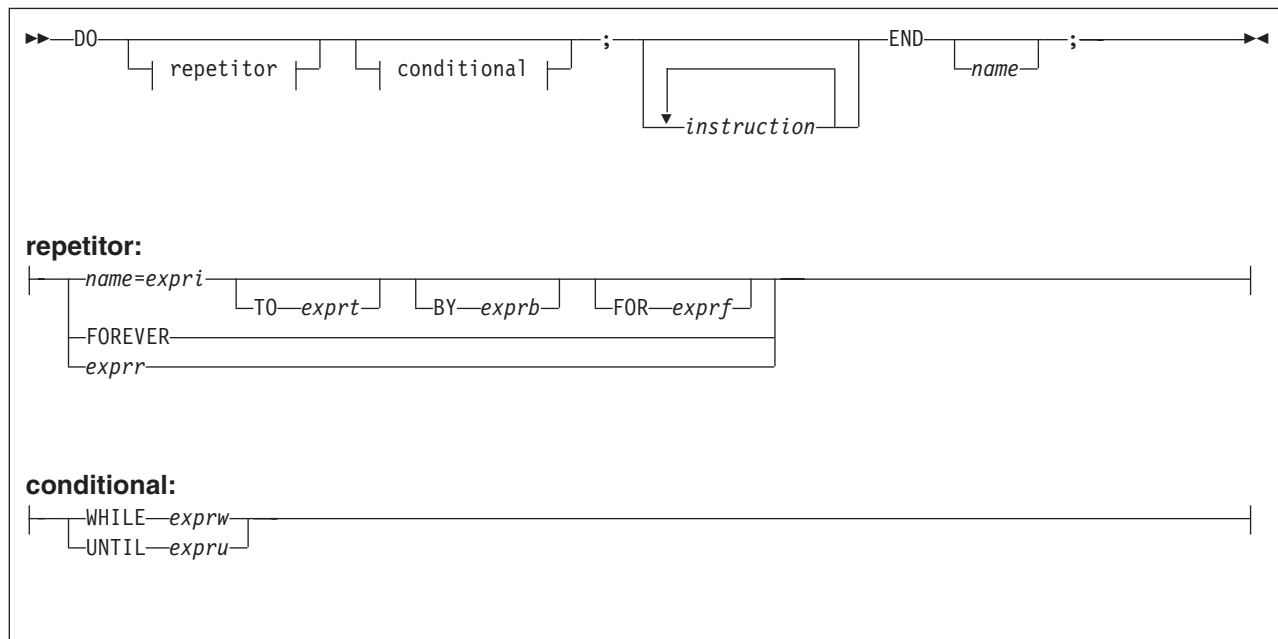 DO repetitor conditional ; instruction END name ;
repetitor:
name=expri TO exprt BY exprb FOR exprf
FOREVER
exprr
conditional:
WHILE exprw
UNTIL expru